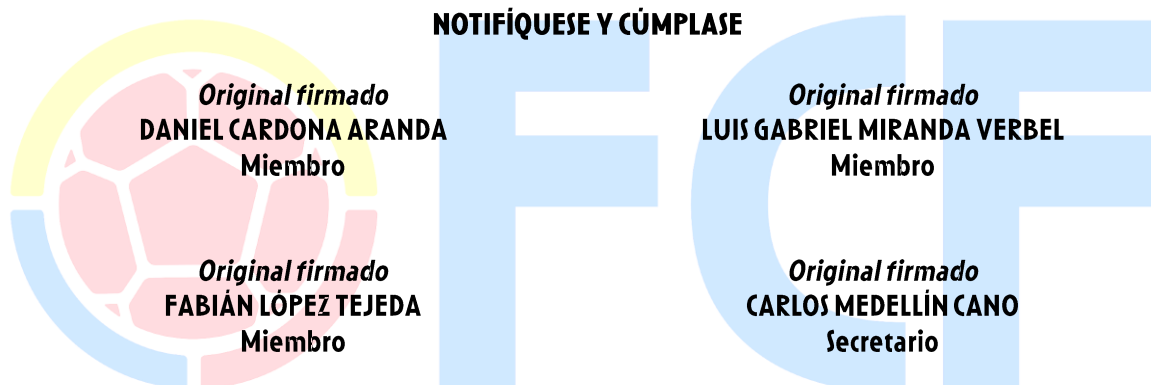 NOTIFÍQUESE Y CÚMPLASE
Original firmado
DANIEL CARDONA ARANDA
Miembro
Original firmado
LUIS GABRIEL MIRANDA VERBEL
Miembro
Original firmado
FABIÁN LÓPEZ TEJEDA
Miembro
Original firmado
CARLOS MEDELLÍN CANO
Secretario
FCF